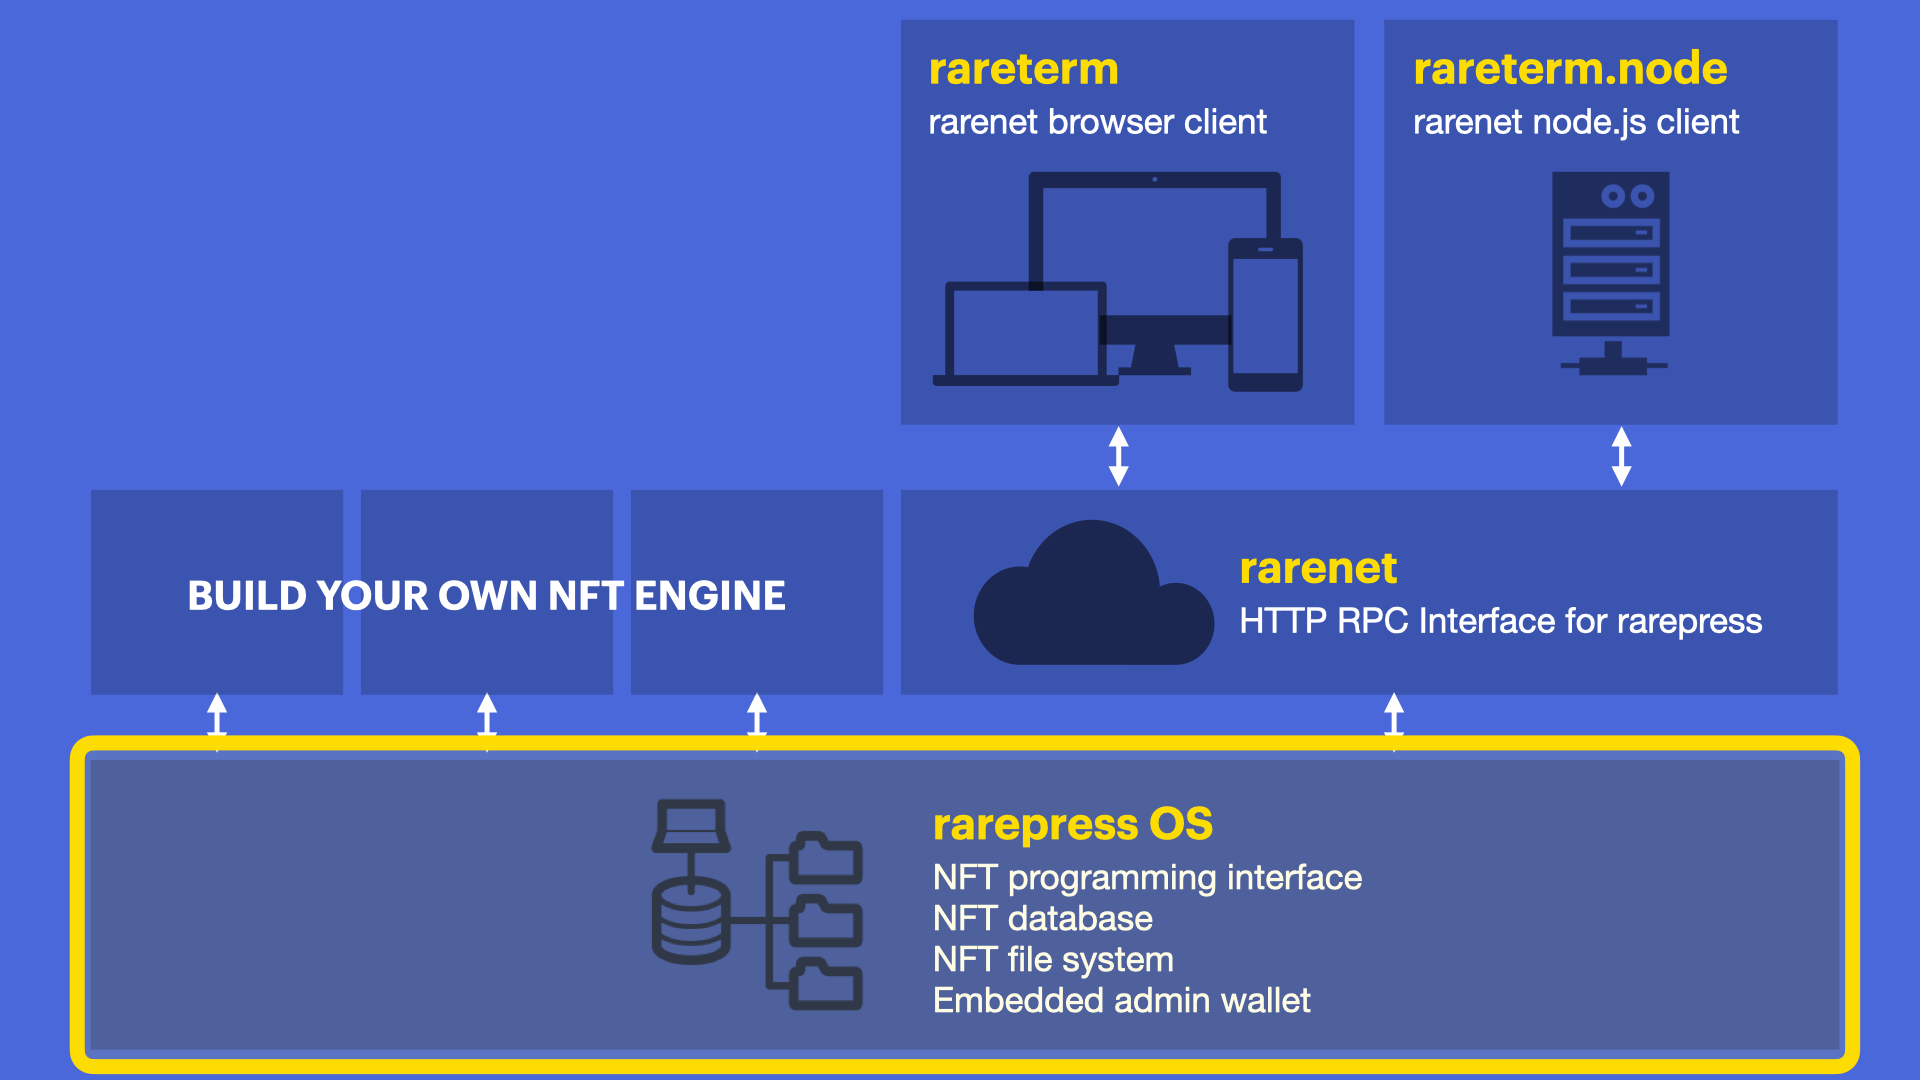 rareterm
rarenet browser client
rareterm.node
rarenet node.js client
BUILD YOUR OWN NFT ENGINE
rarenet
HTTP RPC Interface for rarepress
rarepress OS
NFT programming interface
NFT database
NFT file system
Embedded admin wallet